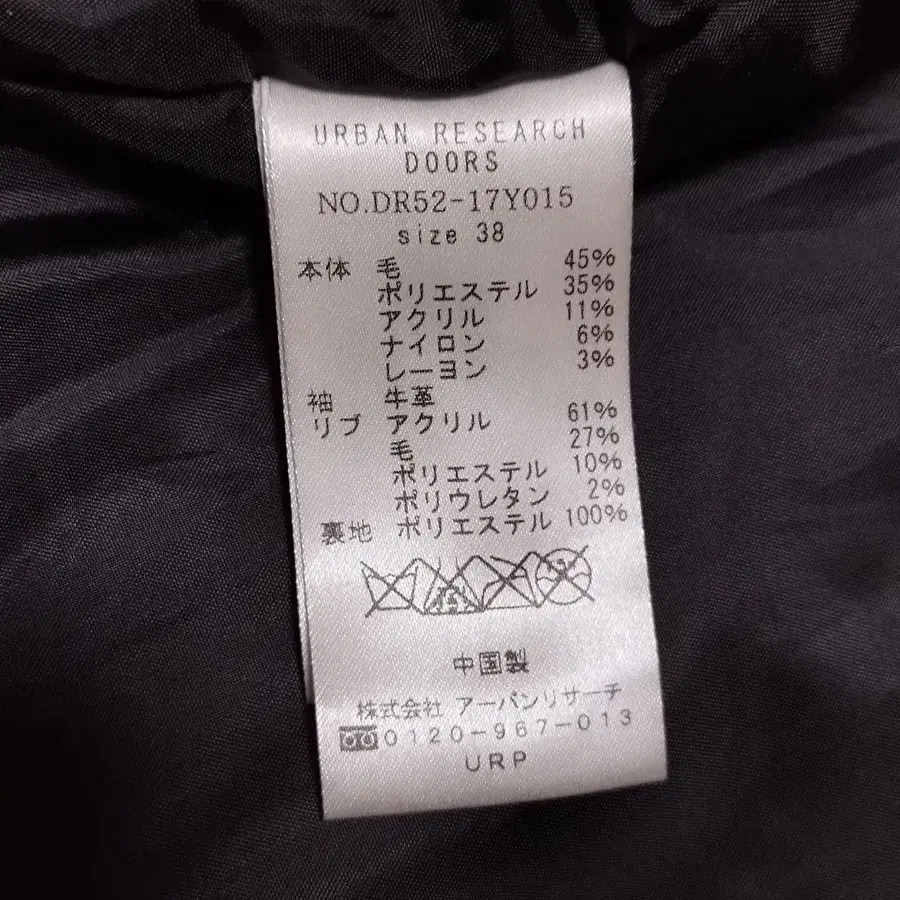 URBAN RESEARCH
DOORS
NO.DR52-17Y015
size 38
本体 毛 45%
ポリエステル 35%
アクリル 11%
ナイロン 6%
レーヨン 3%
袖 牛革
リブ アクリル 61%
毛 27%
ポリエステル 10%
ポリウレタン 2%
裏地 ポリエステル 100%
中国製
株式会社 アーバンリサーチ
0120-967-013
URP